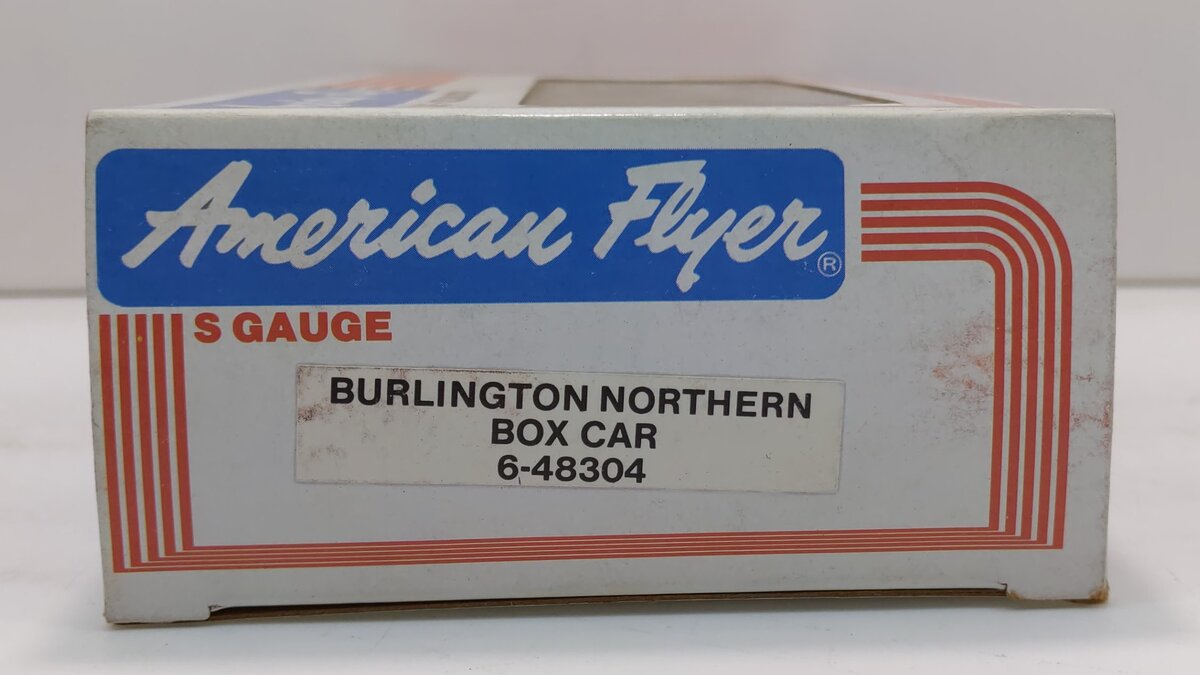 American Flyer®
S GAUGE
BURLINGTON NORTHERN
BOX CAR
6-48304